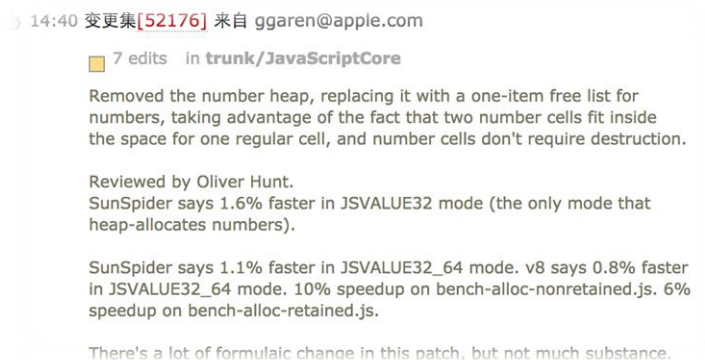 14:40 变更集[52176] 来自 ggaren@apple.com
7 edits in trunk/JavaScriptCore
Removed the number heap, replacing it with a one-item free list for
numbers, taking advantage of the fact that two number cells fit inside
the space for one regular cell, and number cells don't require destruction.
Reviewed by Oliver Hunt.
SunSpider says 1.6% faster in JSVALUE32 mode (the only mode that
heap-allocates numbers).
SunSpider says 1.1% faster in JSVALUE32_64 mode. v8 says 0.8% faster
in JSVALUE32_64 mode. 10% speedup on bench-alloc-nonretained.js. 6%
speedup on bench-alloc-retained.js.
There's a lot of formulaic change in this patch, but not much substance.